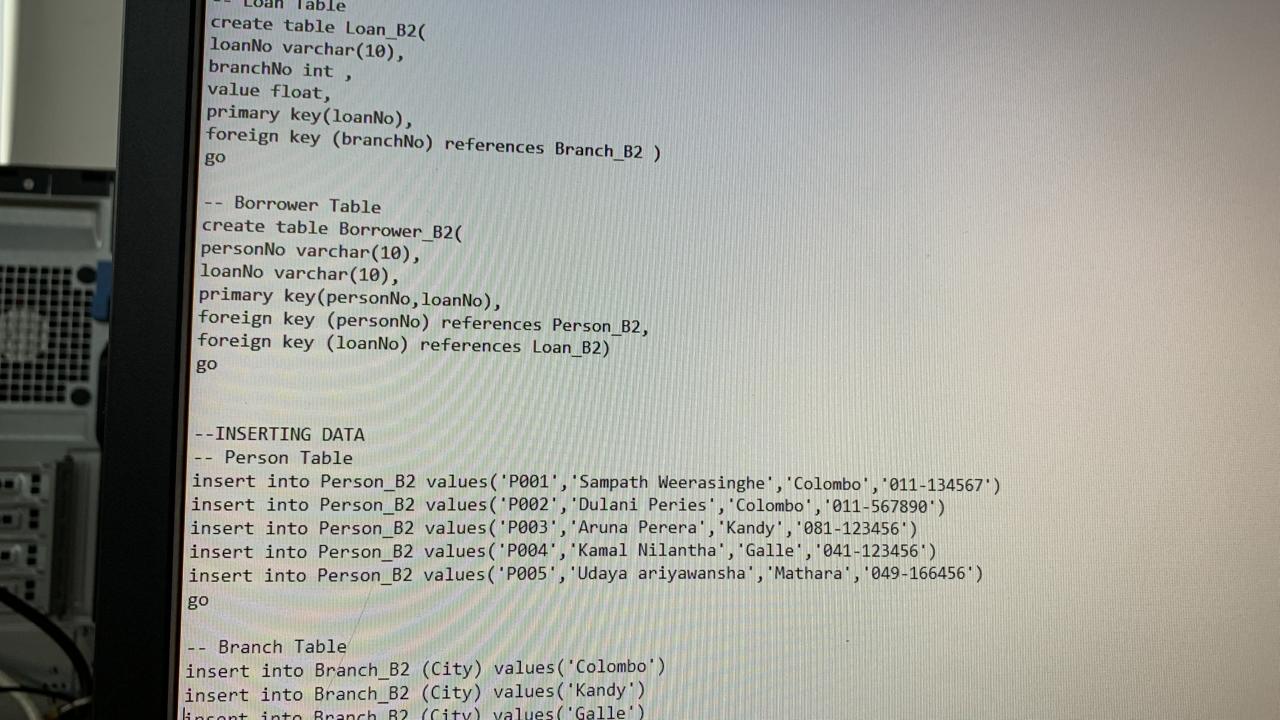 -- Loan Table
create table Loan_B2(
loanNo varchar(10),
branchNo int ,
value float,
primary key(loanNo),
foreign key (branchNo) references Branch_B2 )
go
-- Borrower Table
create table Borrower_B2(
personNo varchar(10),
loanNo varchar(10),
primary key(personNo,loanNo),
foreign key (personNo) references Person_B2,
foreign key (loanNo) references Loan_B2)
go
--INSERTING DATA
-- Person Table
insert into Person_B2 values('P001','Sampath Weerasinghe','Colombo','011-134567')
insert into Person_B2 values('P002','Dulani Peries','Colombo','011-567890')
insert into Person_B2 values('P003','Aruna Perera','Kandy','081-123456')
insert into Person_B2 values('P004','Kamal Nilantha','Galle','041-123456')
insert into Person_B2 values('P005','Udaya ariyawansha','Mathara','049-166456')
go
-- Branch Table
insert into Branch_B2 (City) values('Colombo')
insert into Branch_B2 (City) values('Kandy')
insert into Branch_B2 (City) values('Galle')